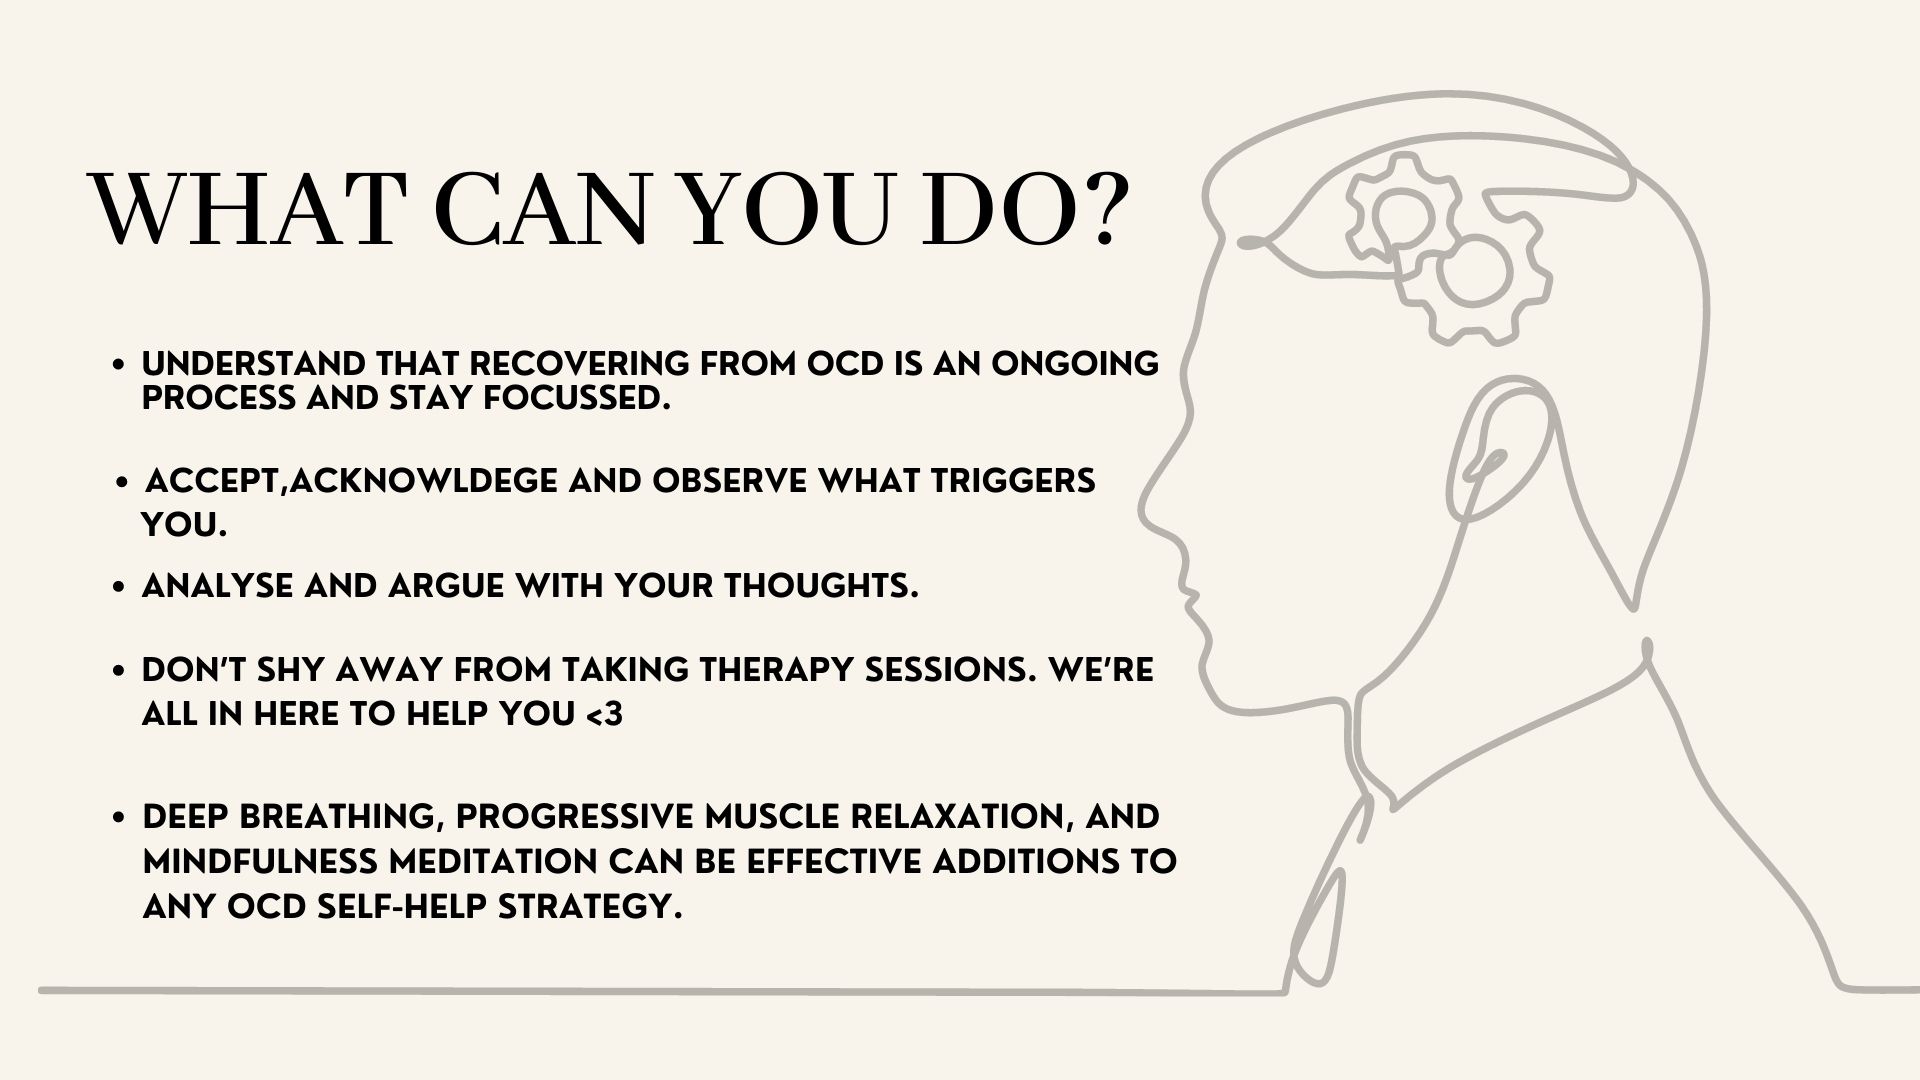 WHAT CAN YOU DO?
• UNDERSTAND THAT RECOVERING FROM OCD IS AN ONGOING
PROCESS AND STAY FOCUSSED.
• ACCEPT,ACKNOWLDEGE AND OBSERVE WHAT TRIGGERS
YOU.
• ANALYSE AND ARGUE WITH YOUR THOUGHTS.
• DON'T SHY AWAY FROM TAKING THERAPY SESSIONS. WE'RE
ALL IN HERE TO HELP YOU <3
• DEEP BREATHING, PROGRESSIVE MUSCLE RELAXATION, AND
MINDFULNESS MEDITATION CAN BE EFFECTIVE ADDITIONS TO
ANY OCD SELF-HELP STRATEGY.